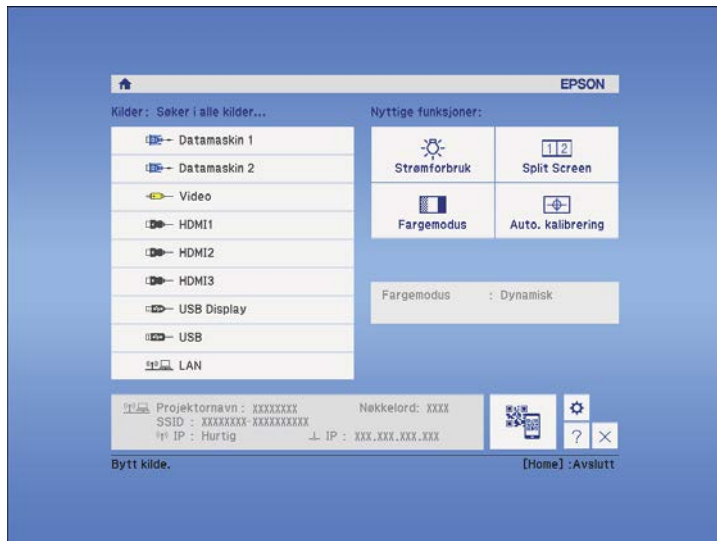 EPSON
Kilder : Søker i alle kilder...
Datamaskin 1
Datamaskin 2
Video
HDMI1
HDMI2
HDMI3
USB Display
USB
LAN
Nyttige funksjoner:
Strømforbruk
1 2
Split Screen
Fargemodus
Auto. kalibrering
Fargemodus : Dynamisk
Projektornavn : XXXXXXXX Nøkkelord: XXXX
SSID : XXXXXXXX-XXXXXXXXXX
IP : Hurtig IP : XXX.XXX.XXX.XXX
?
Bytt kilde. [Home] :Avslutt